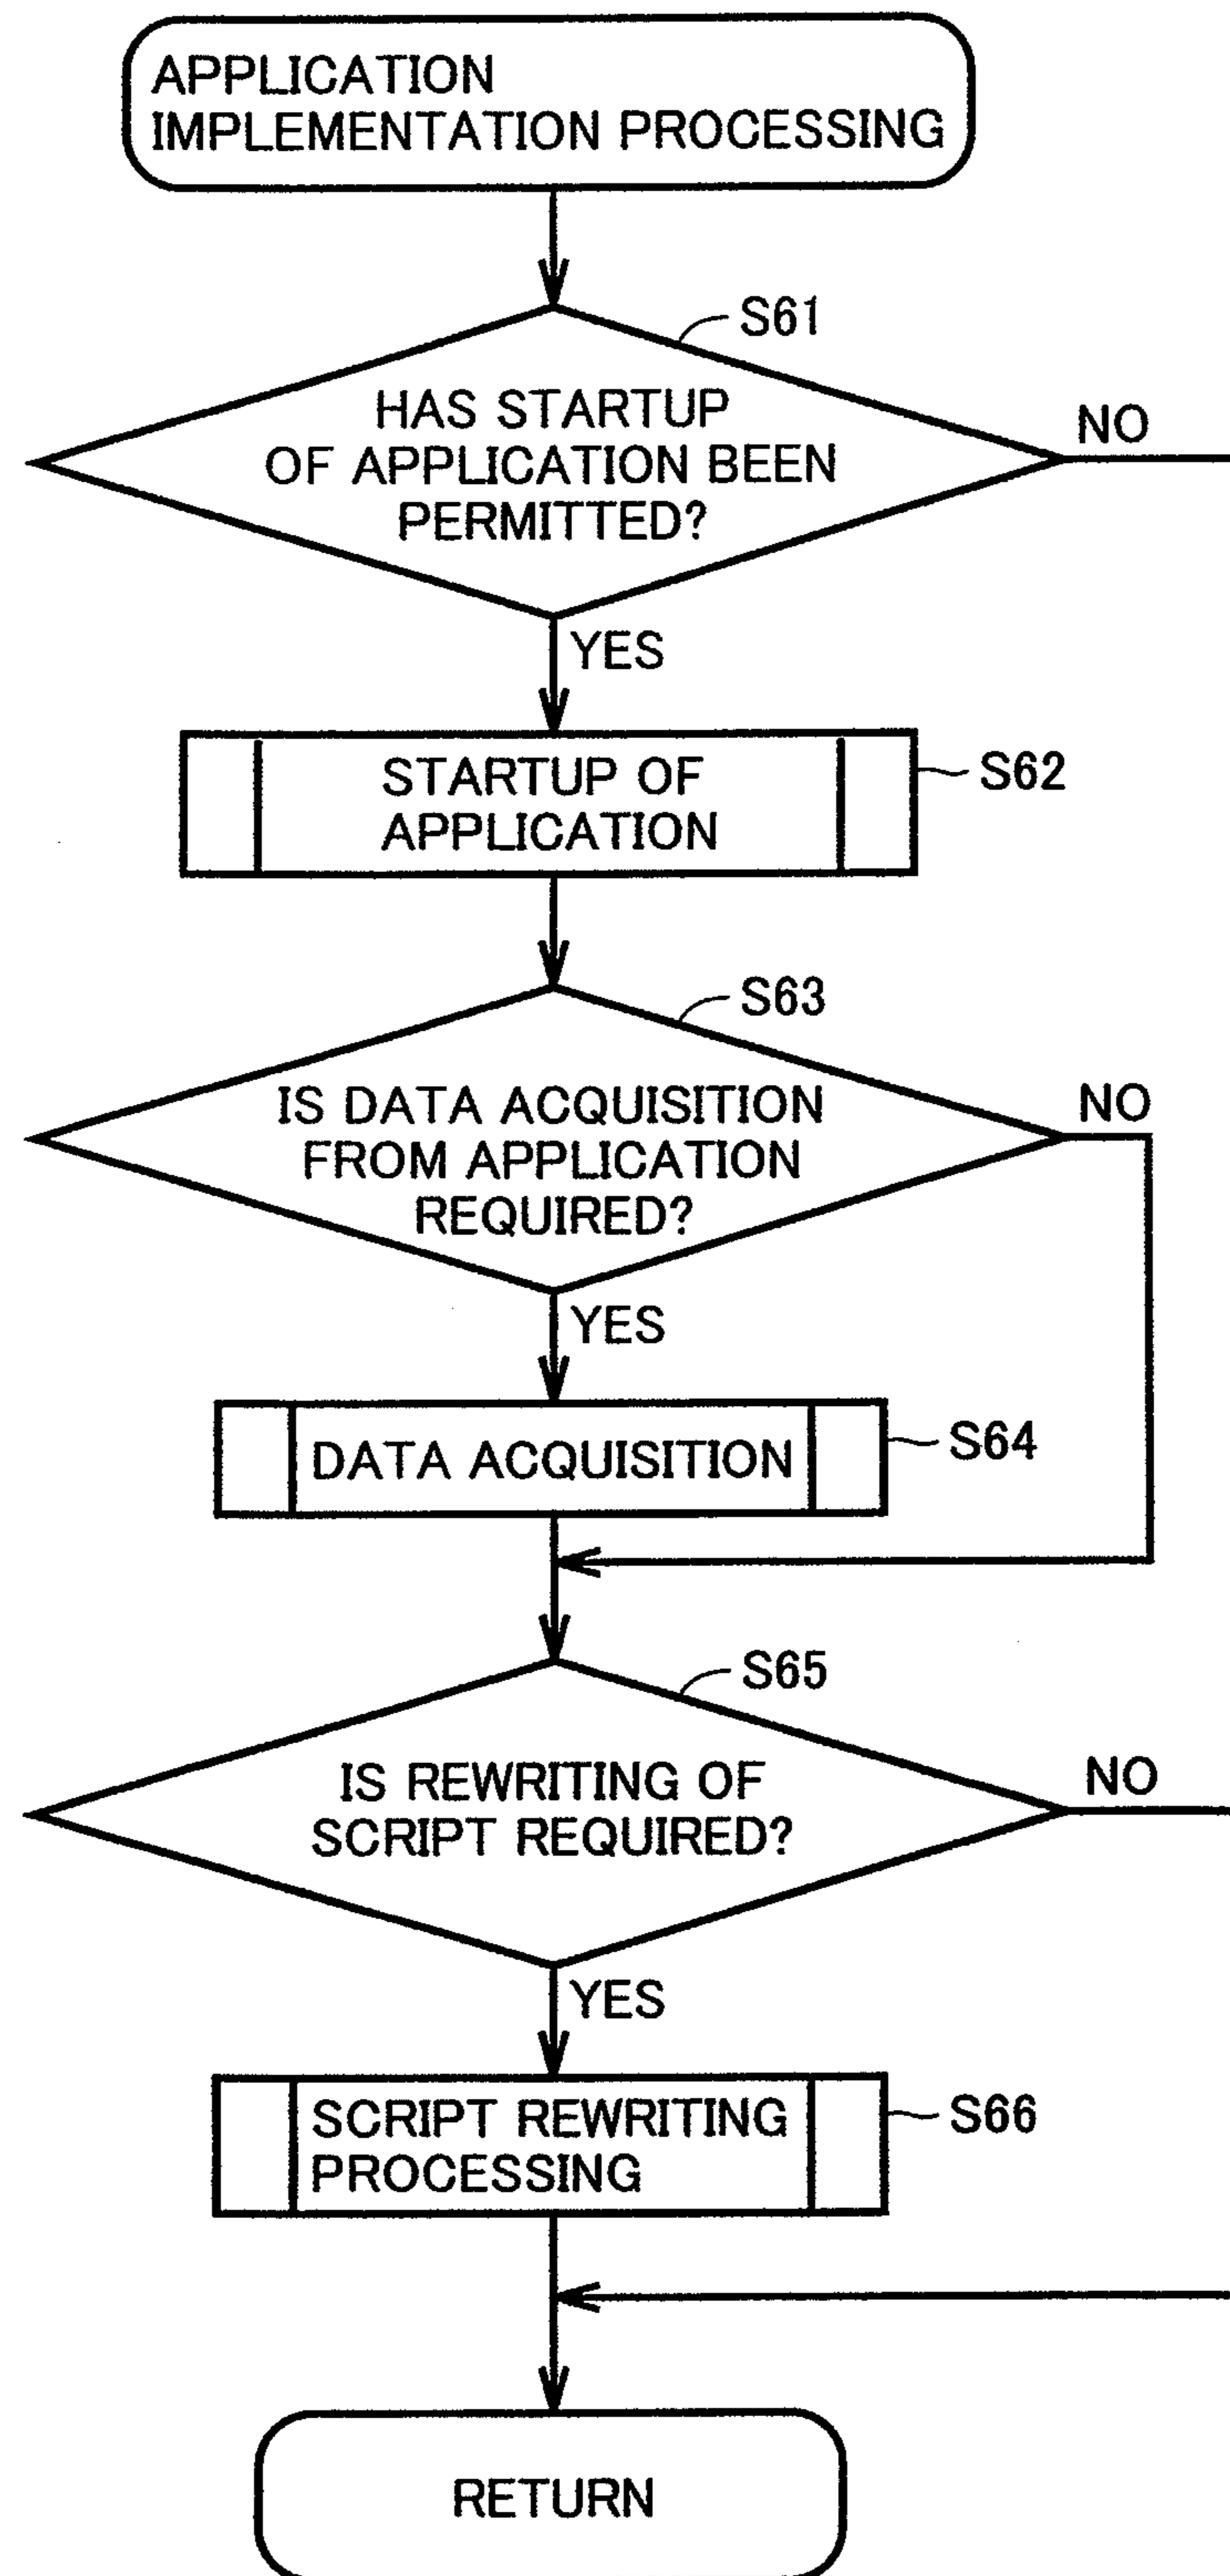 APPLICATION
IMPLEMENTATION PROCESSING
S61
HAS STARTUP
OF APPLICATION BEEN
PERMITTED?
NO
YES
STARTUP OF
APPLICATION
S62
S63
IS DATA ACQUISITION
FROM APPLICATION
REQUIRED?
NO
YES
DATA ACQUISITION
S64
S65
IS REWRITING OF
SCRIPT REQUIRED?
NO
YES
SCRIPT REWRITING
PROCESSING
S66
RETURN